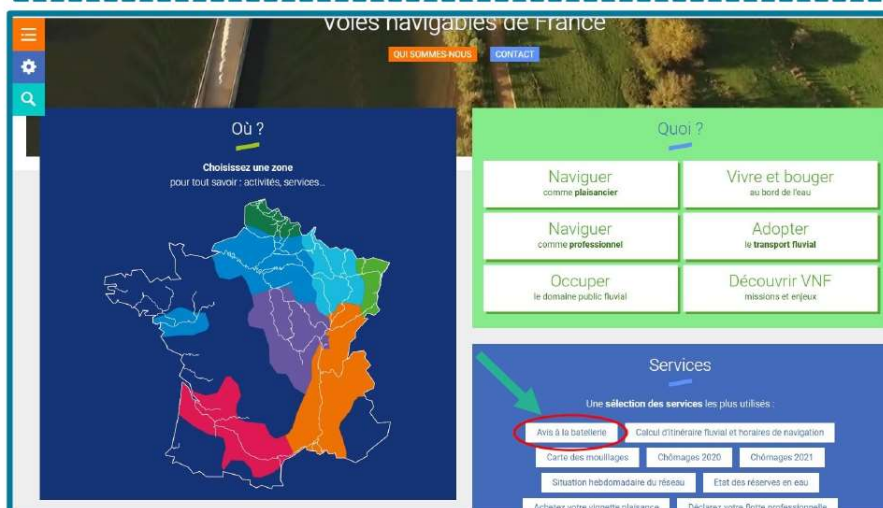 Voies navigables de France
QUI SOMMES-NOUS CONTACT
Où ?
Choisissez une zone
pour tout savoir : activités, services...
Quoi ?
Naviguer
comme plaisancier
Vivre et bouger
au bord de l'eau
Naviguer
comme professionnel
Adopter
le transport fluvial
Occuper
le domaine public fluvial
Découvrir VNF
missions et enjeux
Services
Une sélection des services les plus utilisés :
Avis à la batellerie Calcul d'itinéraire fluvial et horaires de navigation
Carte des mouillages Chômages 2020 Chômages 2021
Situation hebdomadaire du réseau Etat des réserves en eau
Achetez votre vignette plaisance Déclarez votre flotte professionnelle